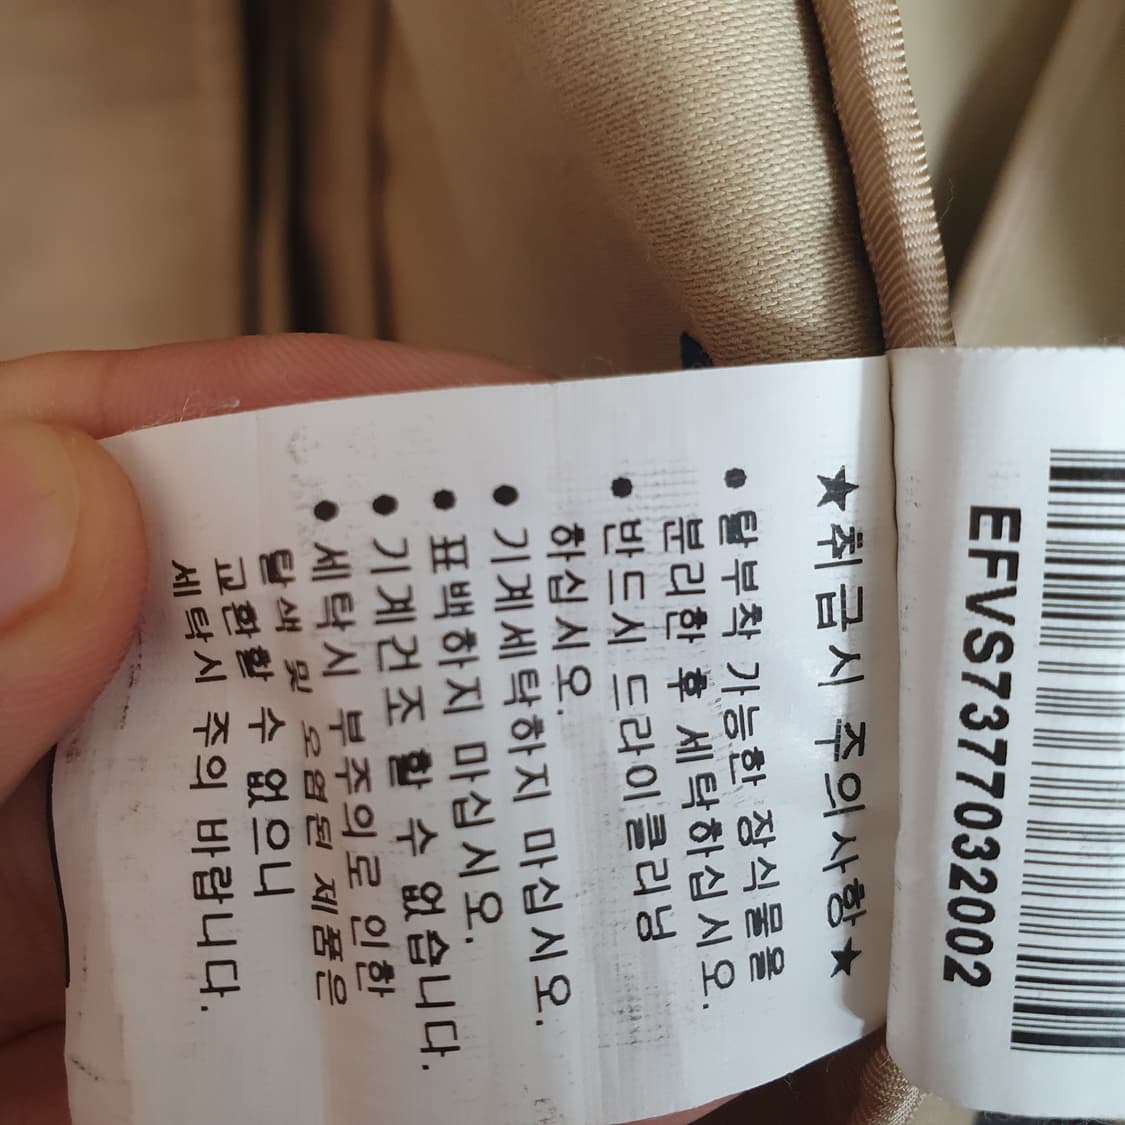 EFVS737703２002
★취급시 주의사항★
● 탈부착 가능한 장식물을
분리한 후 세탁하십시오.
● 반드시 드라이클리닝
하십시오.
● 기계세탁하지 마십시오.
● 표백하지 마십시오.
● 기계건조 할 수 없습니다.
● 세탁시 부주의로 인한
탈색 및 오염된 제품은
교환할 수 없으니
세탁시 주의 바랍니다.